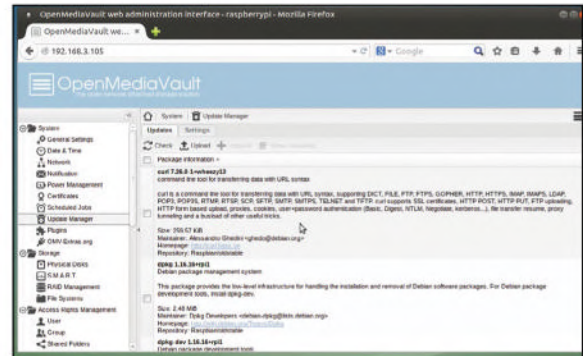 OpenMediaVault web administration interface - raspberrypi - Mozilla Firefox
OpenMediaVault we...
192.168.3.105
Google
OpenMediaVault
System
General Settings
Date & Time
Network
Notification
Power Management
Certificates
Scheduled Jobs
Update Manager
Plugins
OMV-Extras.org
Storage
Physical Disks
S.M.A.R.T.
RAID Management
File Systems
Access Rights Management
User
Group
Shared Folders
System
Update Manager
Updates
Settings
Check
Upload
Package information
curl 7.26.0-1+wheezy13
command line tool for transferring data with URL syntax
curl is a command line tool for transferring data with URL syntax, supporting DICT, FILE, FTP, FTPS, GOPHER, HTTP, HTTPS, IMAP, IMAPS, LDAP,
POP3, POP3S, RTMP, RTSP, SCP, SFTP, SMTP, SMTPS, TELNET and TFTP. curl supports SSL certificates, HTTP POST, HTTP PUT, FTP uploading,
HTTP form based upload, proxies, cookies, user+password authentication (Basic, Digest, NTLM, Negotiate, kerberos...), file transfer resume, proxy
tunneling and a busload of other useful tricks.
Size: KiB
Maintainer: Alessandro Ghedini <ghedo@debian.org>
Homepage:
Repository: Raspbian/oldstable
dpkg 1.16.16+rpi1
Debian package management system
This package provides the low-level infrastructure for handling the installation and removal of Debian software packages. For Debian package
development tools, install dpkg-dev.
Size: 2.48 MiB
Maintainer: Dpkg Developers <debian-dpkg@lists.debian.org>
Homepage:
Repository: Raspbian/oldstable
dpkg-dev 1.16.16+rpi1
Debian package development tools